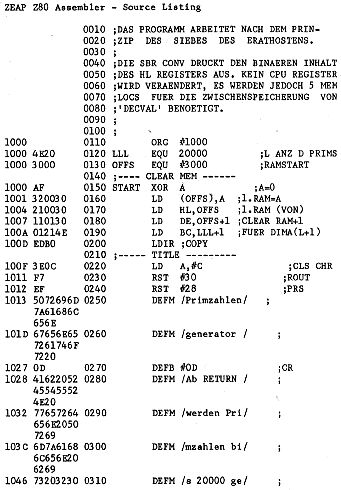 ZEAP Z80 Assembler - Source Listing
0010 ;DAS PROGRAMM ARBEITET NACH DEM PRIN-
0020 ;ZIP DES SIEBES DES ERATHOSTENS.
0030 ;
0040 ;DIE SBR CONV DRUCKT DEN BINAEREN INHALT
0050 ;DES HL REGISTERS AUS. KEIN CPU REGISTER
0060 ;WIRD VERAENDERT, ES WERDEN JEDOCH 5 MEM
0070 ;LOCS FUER DIE ZWISCHENSPEICHERUNG VON
0080 ;'DECVAL' BENOETIGT.
0090 ;
0100 ;
1000 0110 ORG #1000
1000 4E20 0120 LLL EQU 20000 ;L ANZ D PRIMS
1000 3000 0130 OFFS EQU #3000 ;RAMSTART
0140 ;---- CLEAR MEM ------
1000 AF 0150 START XOR A ;A=0
1001 320030 0160 LD (OFFS),A ;1.RAM=A
1004 210030 0170 LD HL,OFFS ;1.RAM (VON)
1007 110130 0180 LD DE,OFFS+1 ;CLEAR RAM+1
100A 01214E 0190 LD BC,LLL+1 ;FUER DIMA(L+1)
100D EDB0 0200 LDIR ;COPY
0210 ;----- TITLE ---------
100F 3E0C 0220 LD A,#C ;CLS CHR
1011 F7 0230 RST #30 ;ROUT
1012 EF 0240 RST #28 ;PRS
1013 5072696D 0250 DEFM /Primzahlen/ ;
7A61686C
656E
101D 67656E65 0260 DEFM /generator / ;
7261746F
7220
1027 0D 0270 DEFB #0D ;CR
1028 41622052 0280 DEFM /Ab RETURN / ;
45545552
4E20
1032 77657264 0290 DEFM /werden Pri/ ;
656E2050
7269
103C 6D7A6168 0300 DEFM /mzahlen bi/ ;
6C656E20
6269
1046 73203230 0310 DEFM /s 20000 ge/ ;